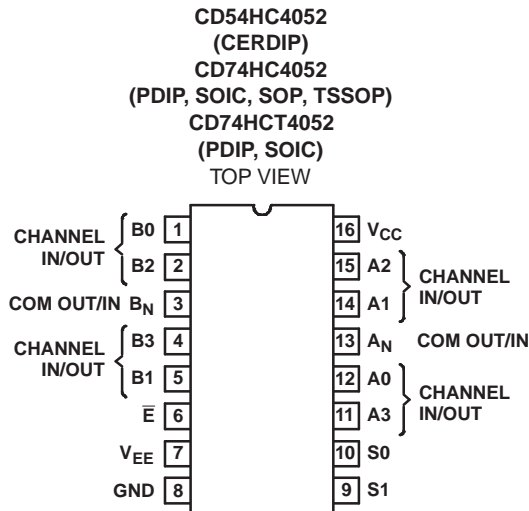 CD54HC4052
(CERDIP)
CD74HC4052
(PDIP, SOIC, SOP, TSSOP)
CD74HCT4052
(PDIP, SOIC)
TOP VIEW
CHANNEL IN/OUT
B0 1
B2 2
COM OUT/IN BN 3
CHANNEL IN/OUT
B3 4
B1 5
E̅ 6
VEE 7
GND 8
16 VCC
15 A2
14 A1
CHANNEL IN/OUT
13 AN COM OUT/IN
12 A0
11 A3
CHANNEL IN/OUT
10 S0
9 S1